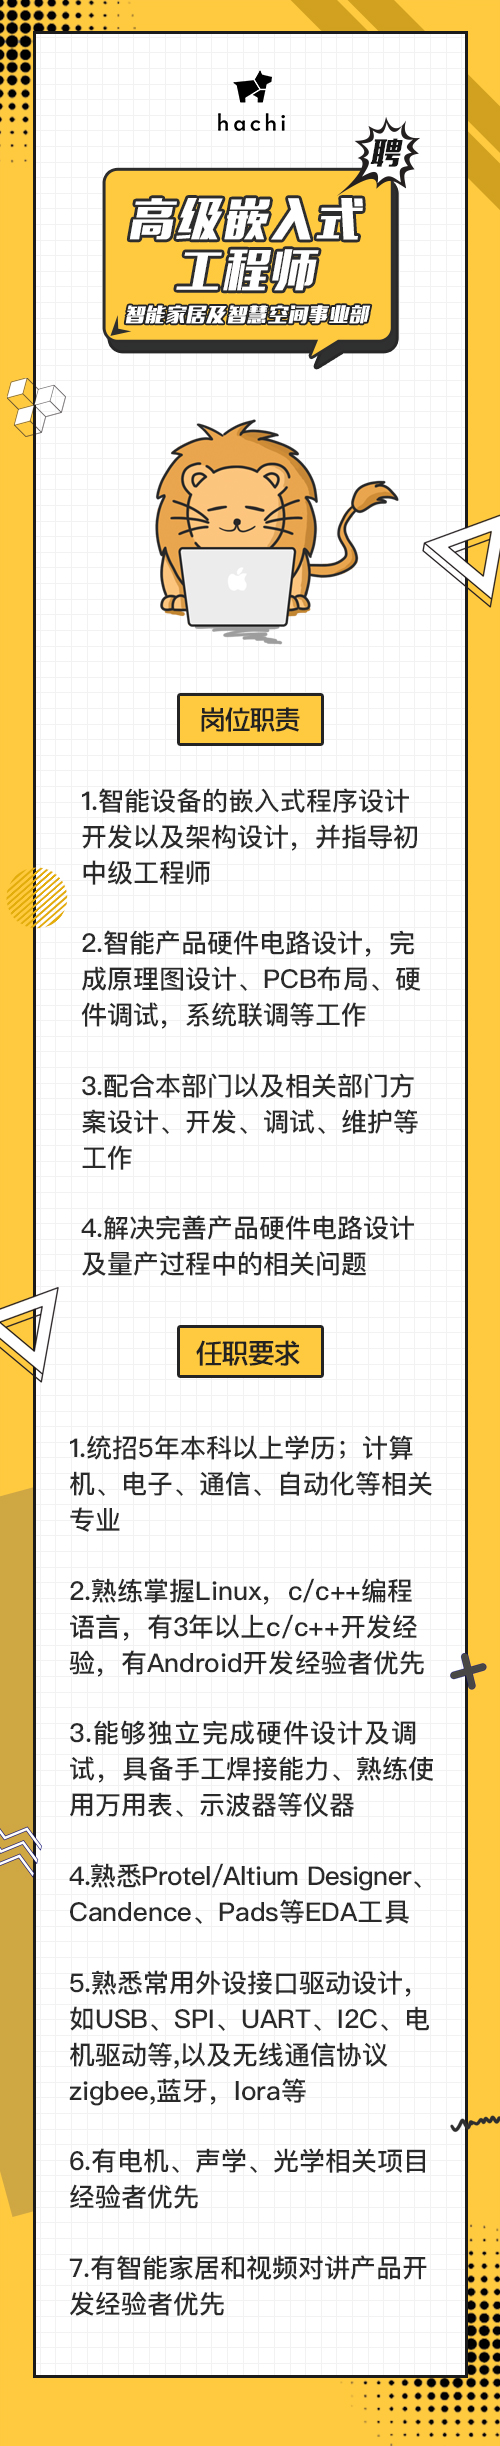 hachi
聘
高级嵌入式
工程师
智能家居及智慧空间事业部
岗位职责
1.智能设备的嵌入式程序设计
开发以及架构设计，并指导初
中级工程师
2.智能产品硬件电路设计，完
成原理图设计、PCB布局、硬
件调试，系统联调等工作
3.配合本部门以及相关部门方
案设计、开发、调试、维护等
工作
4.解决完善产品硬件电路设计
及量产过程中的相关问题
任职要求
1.统招5年本科以上学历；计算
机、电子、通信、自动化等相关
专业
2.熟练掌握Linux，c/c++编程
语言，有3年以上c/c++开发经
验，有Android开发经验者优先
3.能够独立完成硬件设计及调
试，具备手工焊接能力、熟练使
用万用表、示波器等仪器
4.熟悉Protel/Altium Designer、
Candence、Pads等EDA工具
5.熟悉常用外设接口驱动设计，
如USB、SPI、UART、I2C、电
机驱动等,以及无线通信协议
zigbee,蓝牙，lora等
6.有电机、声学、光学相关项目
经验者优先
7.有智能家居和视频对讲产品开
发经验者优先